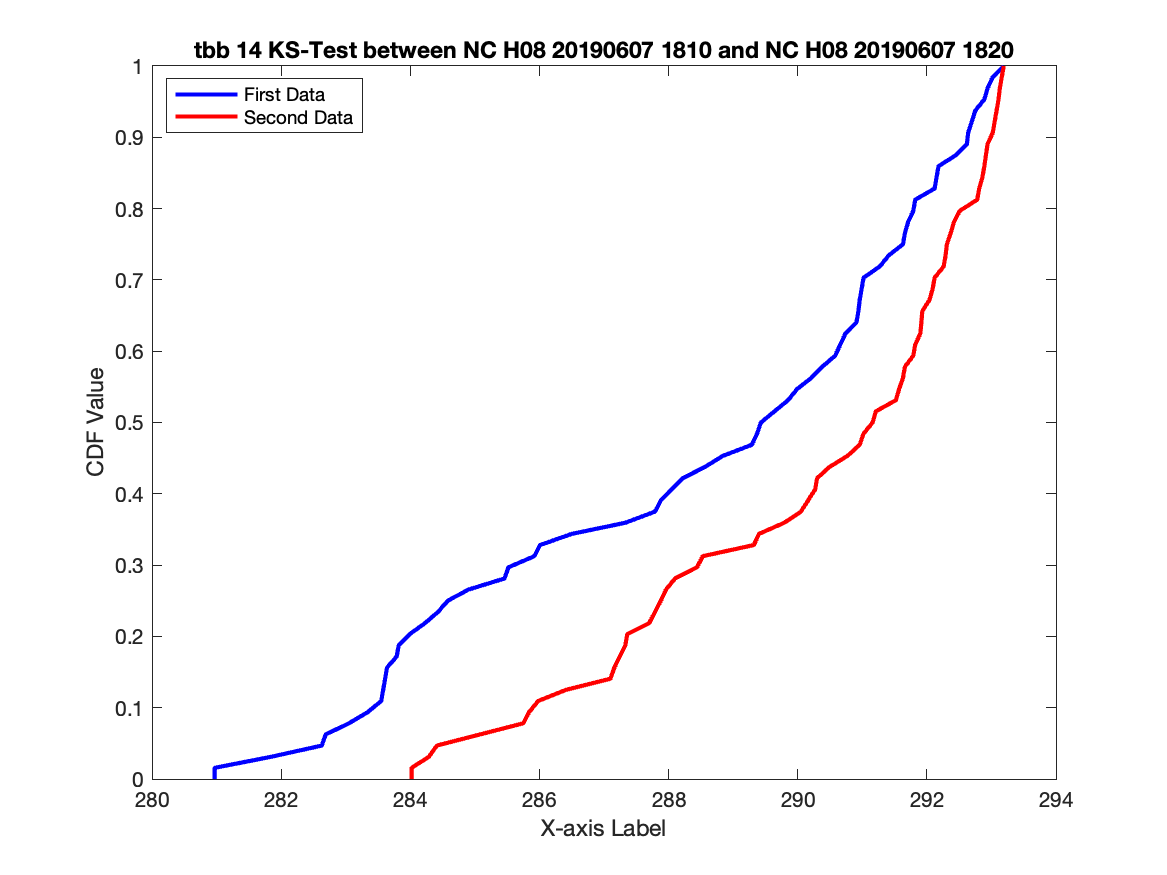 tbb 14 KS-Test between NC H08 20190607 1810 and NC H08 20190607 1820
First Data
Second Data
1
0.9
0.8
0.7
0.6
0.5
0.4
0.3
0.2
0.1
0
CDF Value
280 282 284 286 288 290 292 294
X-axis Label